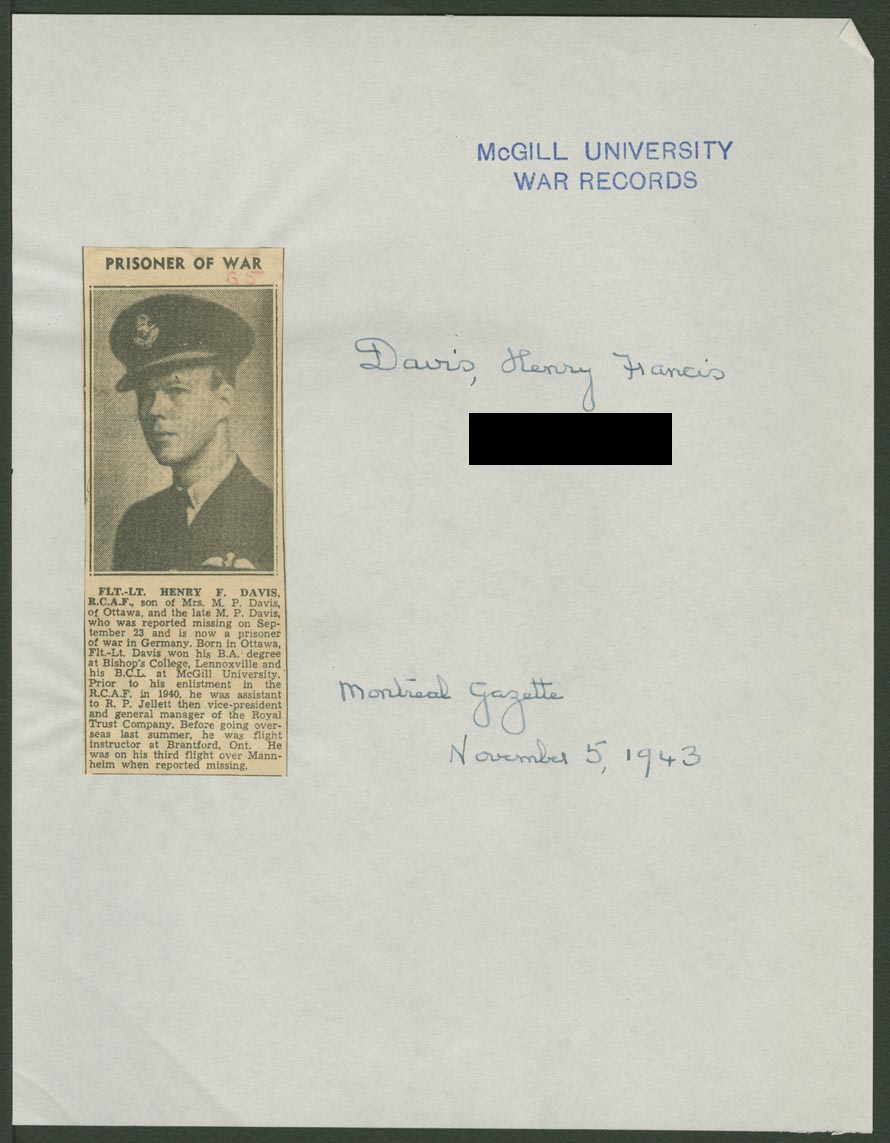 McGILL UNIVERSITY
WAR RECORDS
PRISONER OF WAR
65
Davis, Henry Francis
FLT.-LT. HENRY F. DAVIS,
R.C.A.F., son of Mrs. M. P. Davis,
of Ottawa, and the late M. P. Davis,
who was reported missing on Sep-
tember 23 and is now a prisoner
of war in Germany. Born in Ottawa,
Flt.-Lt. Davis won his B.A. degree
at Bishop's College, Lennoxville and
his B.C.L. at McGill University.
Prior to his enlistment in the
R.C.A.F. in 1940, he was assistant
to R. P. Jellett then vice-president
and general manager of the Royal
Trust Company. Before going over-
seas last summer, he was flight
instructor at Brantford, Ont. He
was on his third flight over Mann-
heim when reported missing.
Montreal Gazette
November 5, 1943